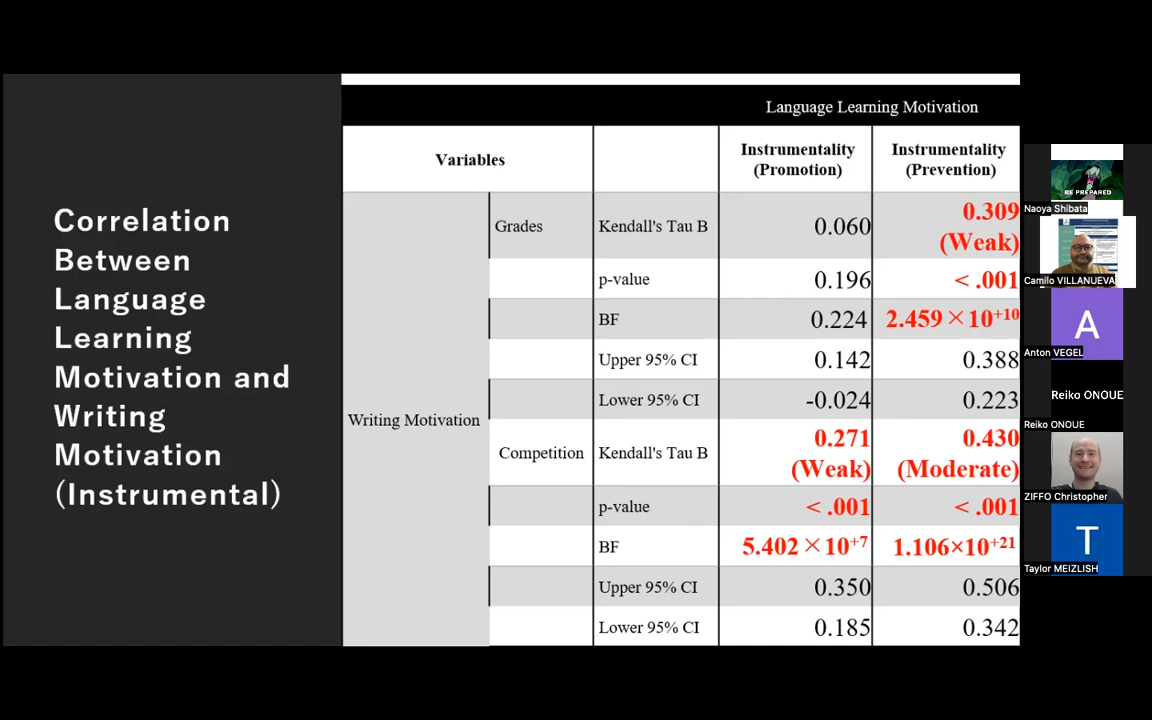 Correlation
Between
Language
Learning
Motivation and
Writing
Motivation
(Instrumental)
Language Learning Motivation
Variables
Instrumentality
(Promotion)
Instrumentality
(Prevention)
Writing Motivation
Grades
Kendall's Tau B
0.060
0.309
(Weak)
p-value
0.196
< .001
BF
0.224
2.459×10⁺¹⁰
Upper 95% CI
0.142
0.388
Lower 95% CI
-0.024
0.223
Competition
Kendall's Tau B
0.271
(Weak)
0.430
(Moderate)
p-value
< .001
< .001
BF
5.402×10⁺⁷
1.106×10⁺²¹
Upper 95% CI
0.350
0.506
Lower 95% CI
0.185
0.342
BE PREPARED
Naoya Shibata
Camilo VILLANUEVA
A
Anton VEGEL
Reiko ONOUE
Reiko ONOUE
ZIFFO Christopher
T
Taylor MEIZLISH